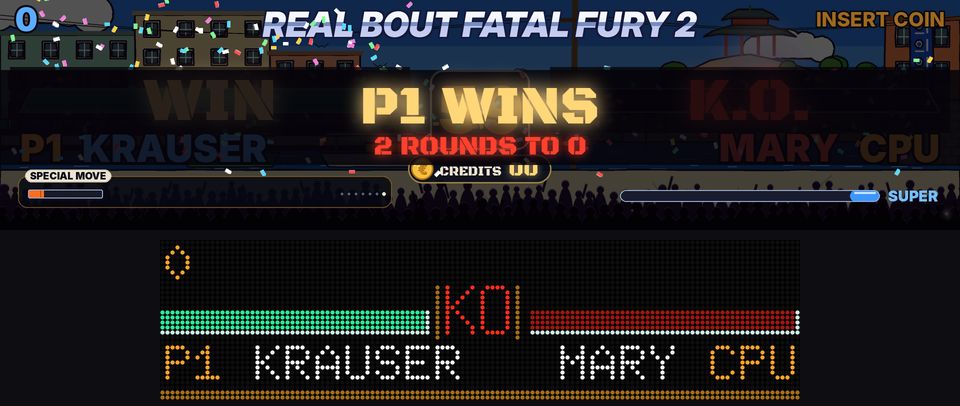 0 REAL BOUT FATAL FURY 2 INSERT COIN
WIN P1 WINS K.O.
2 ROUNDS TO 0
P1 KRAUSER MARY CPU
CREDITS 00
SPECIAL MOVE
SUPER
0
KO
P1 KRAUSER MARY CPU